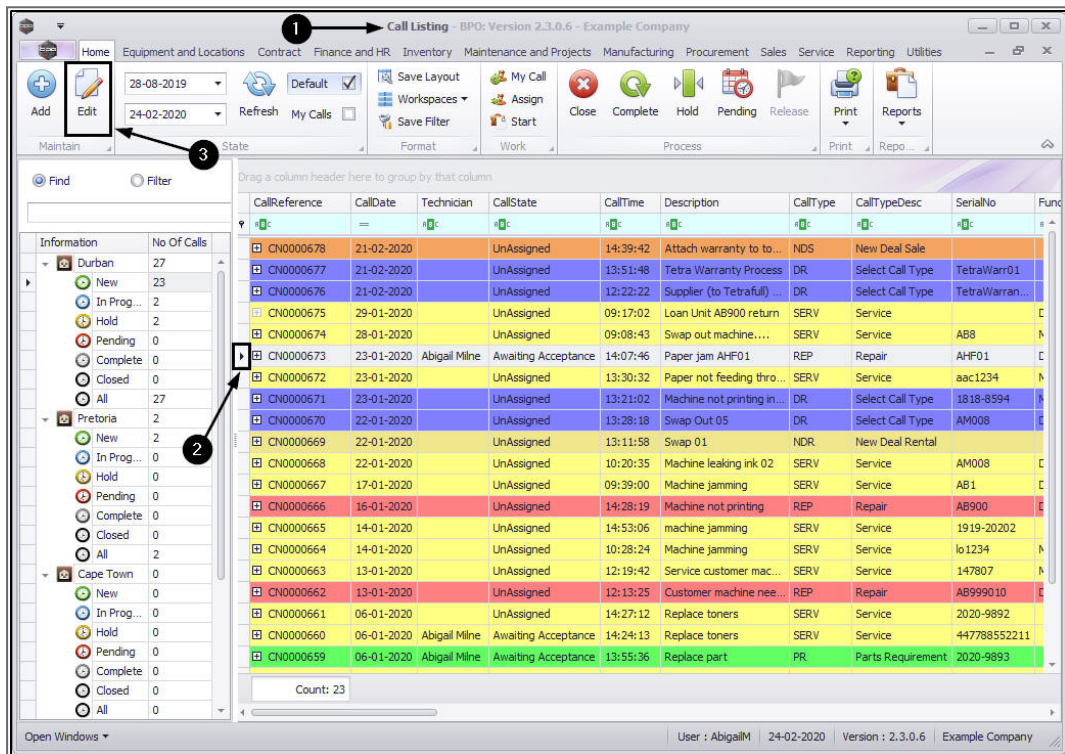 1
Call Listing - BPO: Version 2.3.0.6 - Example Company
Home Equipment and Locations Contract Finance and HR Inventory Maintenance and Projects Manufacturing Procurement Sales Service Reporting Utilities
Add Edit 28-08-2019 24-02-2020 Refresh Default My Calls
Save Layout
Workspaces
Save Filter
My Call
Assign
Start
Close Complete Hold Pending Release Print Reports
Maintain State Format Work Process Print Repo...
3
Find Filter
Drag a column header here to group by that column
CallReference CallDate Technician CallState CallTime Description CallType CallTypeDesc SerialNo Func
Information No Of Calls
Durban 27
New 23
In Prog... 2
Hold 2
Pending 0
Complete 0
Closed 0
All 27
Pretoria 2
New 2
In Prog... 0
Hold 0
Pending 0
Complete 0
Closed 0
All 2
Cape Town 0
New 0
In Prog... 0
Hold 0
Pending 0
Complete 0
Closed 0
All 0
2
CN0000678 21-02-2020 UnAssigned 14:39:42 Attach warranty to to... NDS New Deal Sale
CN0000677 21-02-2020 UnAssigned 13:51:48 Tetra Warranty Process DR Select Call Type TetraWarr01
CN0000676 21-02-2020 UnAssigned 12:22:22 Supplier (to Tetrafull) ... DR Select Call Type TetraWarran...
CN0000675 29-01-2020 UnAssigned 09:17:02 Loan Unit AB900 return SERV Service
CN0000674 28-01-2020 UnAssigned 09:08:43 Swap out machine.... SERV Service AB8
CN0000673 23-01-2020 Abigail Milne Awaiting Acceptance 14:07:46 Paper jam AHF01 REP Repair AHF01
CN0000672 23-01-2020 UnAssigned 13:30:32 Paper not feeding thro... SERV Service aac1234
CN0000671 23-01-2020 UnAssigned 13:21:02 Machine not printing in... DR Select Call Type 1818-8594
CN0000670 22-01-2020 UnAssigned 13:28:18 Swap Out 05 DR Select Call Type AM008
CN0000669 22-01-2020 UnAssigned 13:11:58 Swap 01 NDR New Deal Rental
CN0000668 22-01-2020 UnAssigned 10:20:35 Machine leaking ink 02 SERV Service AM008
CN0000667 17-01-2020 UnAssigned 09:39:00 Machine jamming SERV Service AB1
CN0000666 16-01-2020 UnAssigned 14:28:19 Machine not printing REP Repair AB900
CN0000665 14-01-2020 UnAssigned 14:53:06 machine jamming SERV Service 1919-20202
CN0000664 14-01-2020 UnAssigned 10:28:24 Machine jamming SERV Service lo1234
CN0000663 13-01-2020 UnAssigned 12:19:42 Service customer mac... SERV Service 147807
CN0000662 13-01-2020 UnAssigned 12:13:25 Customer machine nee... REP Repair AB999010
CN0000661 06-01-2020 UnAssigned 14:27:12 Replace toners SERV Service 2020-9892
CN0000660 06-01-2020 Abigail Milne Awaiting Acceptance 14:24:13 Replace toners SERV Service 447788552211
CN0000659 06-01-2020 Abigail Milne Awaiting Acceptance 13:55:36 Replace part PR Parts Requirement 2020-9893
Count: 23
Open Windows User : AbigailM 24-02-2020 Version : 2.3.0.6 Example Company